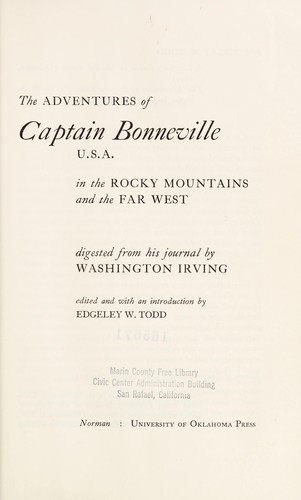 The ADVENTURES of
Captain Bonneville
U.S.A.
in the ROCKY MOUNTAINS
and the FAR WEST
digested from his journal by
WASHINGTON IRVING
edited and with an introduction by
EDGELEY W. TODD
Marin County Free Library
Civic Center Administration Building
San Rafael, California
Norman : UNIVERSITY OF OKLAHOMA PRESS